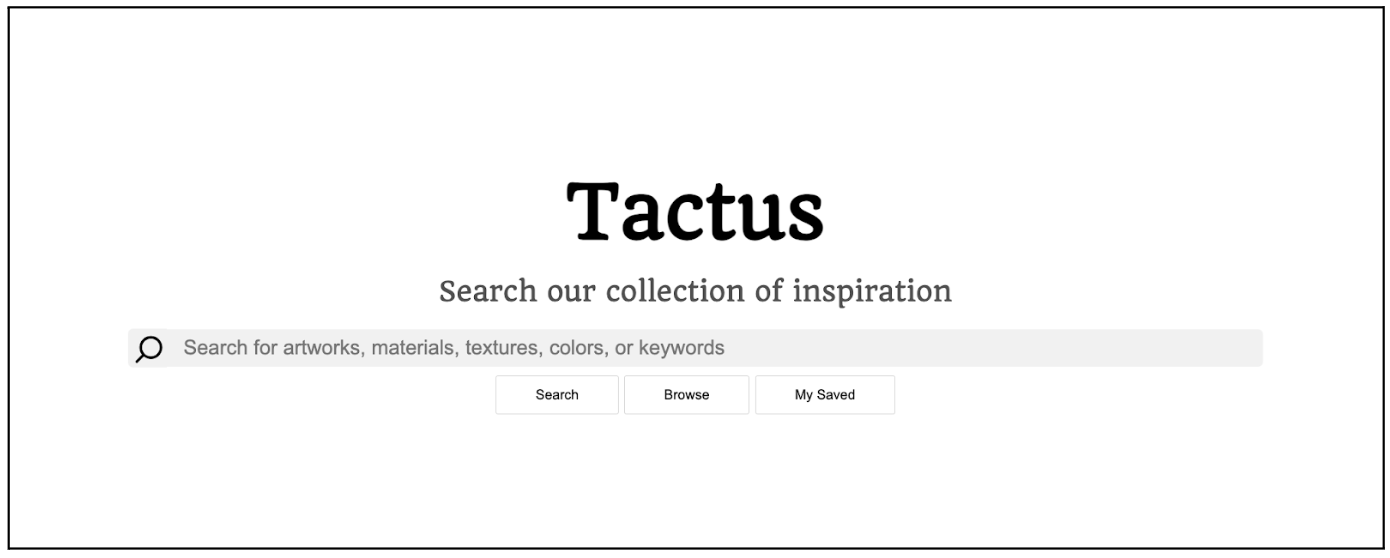 Tactus
Search our collection of inspiration
Search for artworks, materials, textures, colors, or keywords
Search
Browse
My Saved